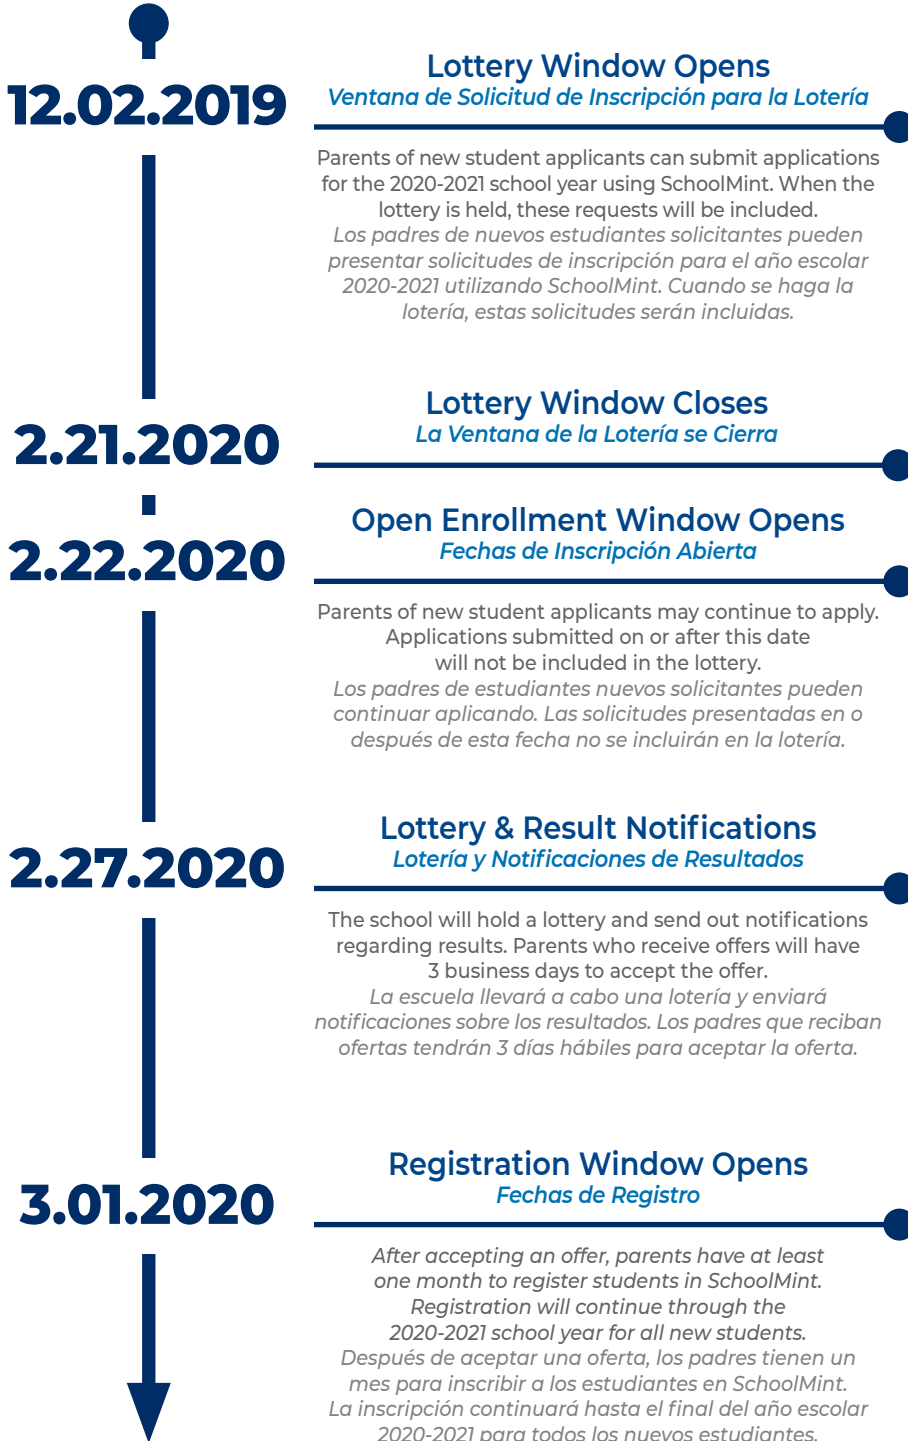 12.02.2019
Lottery Window Opens
Ventana de Solicitud de Inscripción para la Lotería
Parents of new student applicants can submit applications
for the 2020-2021 school year using SchoolMint. When the
lottery is held, these requests will be included.
Los padres de nuevos estudiantes solicitantes pueden
presentar solicitudes de inscripción para el año escolar
2020-2021 utilizando SchoolMint. Cuando se haga la
lotería, estas solicitudes serán incluidas.
2.21.2020
Lottery Window Closes
La Ventana de la Lotería se Cierra
2.22.2020
Open Enrollment Window Opens
Fechas de Inscripción Abierta
Parents of new student applicants may continue to apply.
Applications submitted on or after this date
will not be included in the lottery.
Los padres de estudiantes nuevos solicitantes pueden
continuar aplicando. Las solicitudes presentadas en o
después de esta fecha no se incluirán en la lotería.
2.27.2020
Lottery & Result Notifications
Lotería y Notificaciones de Resultados
The school will hold a lottery and send out notifications
regarding results. Parents who receive offers will have
3 business days to accept the offer.
La escuela llevará a cabo una lotería y enviará
notificaciones sobre los resultados. Los padres que reciban
ofertas tendrán 3 días hábiles para aceptar la oferta.
3.01.2020
Registration Window Opens
Fechas de Registro
After accepting an offer, parents have at least
one month to register students in SchoolMint.
Registration will continue through the
2020-2021 school year for all new students.
Después de aceptar una oferta, los padres tienen un
mes para inscribir a los estudiantes en SchoolMint.
La inscripción continuará hasta el final del año escolar
2020-2021 para todos los nuevos estudiantes.